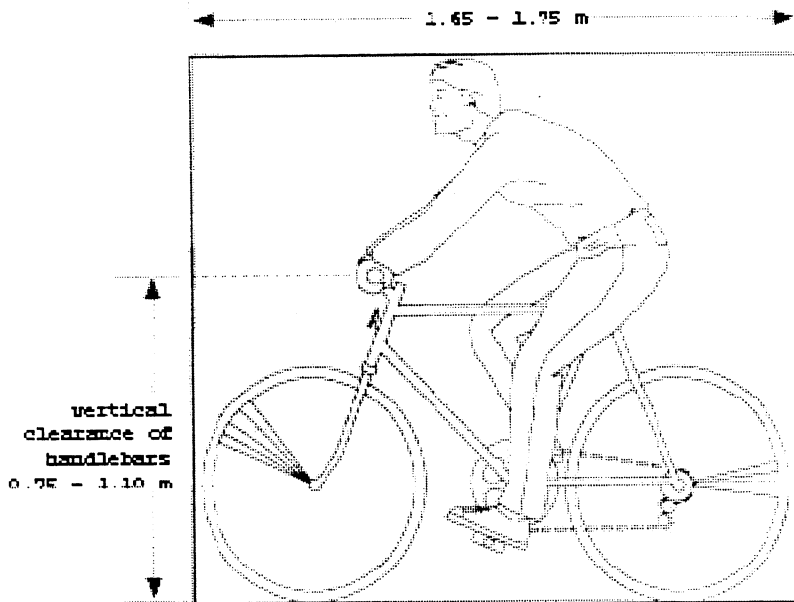 1.65 - 1.75 m
vertical
clearance of
handlebars
0.75 - 1.10 m